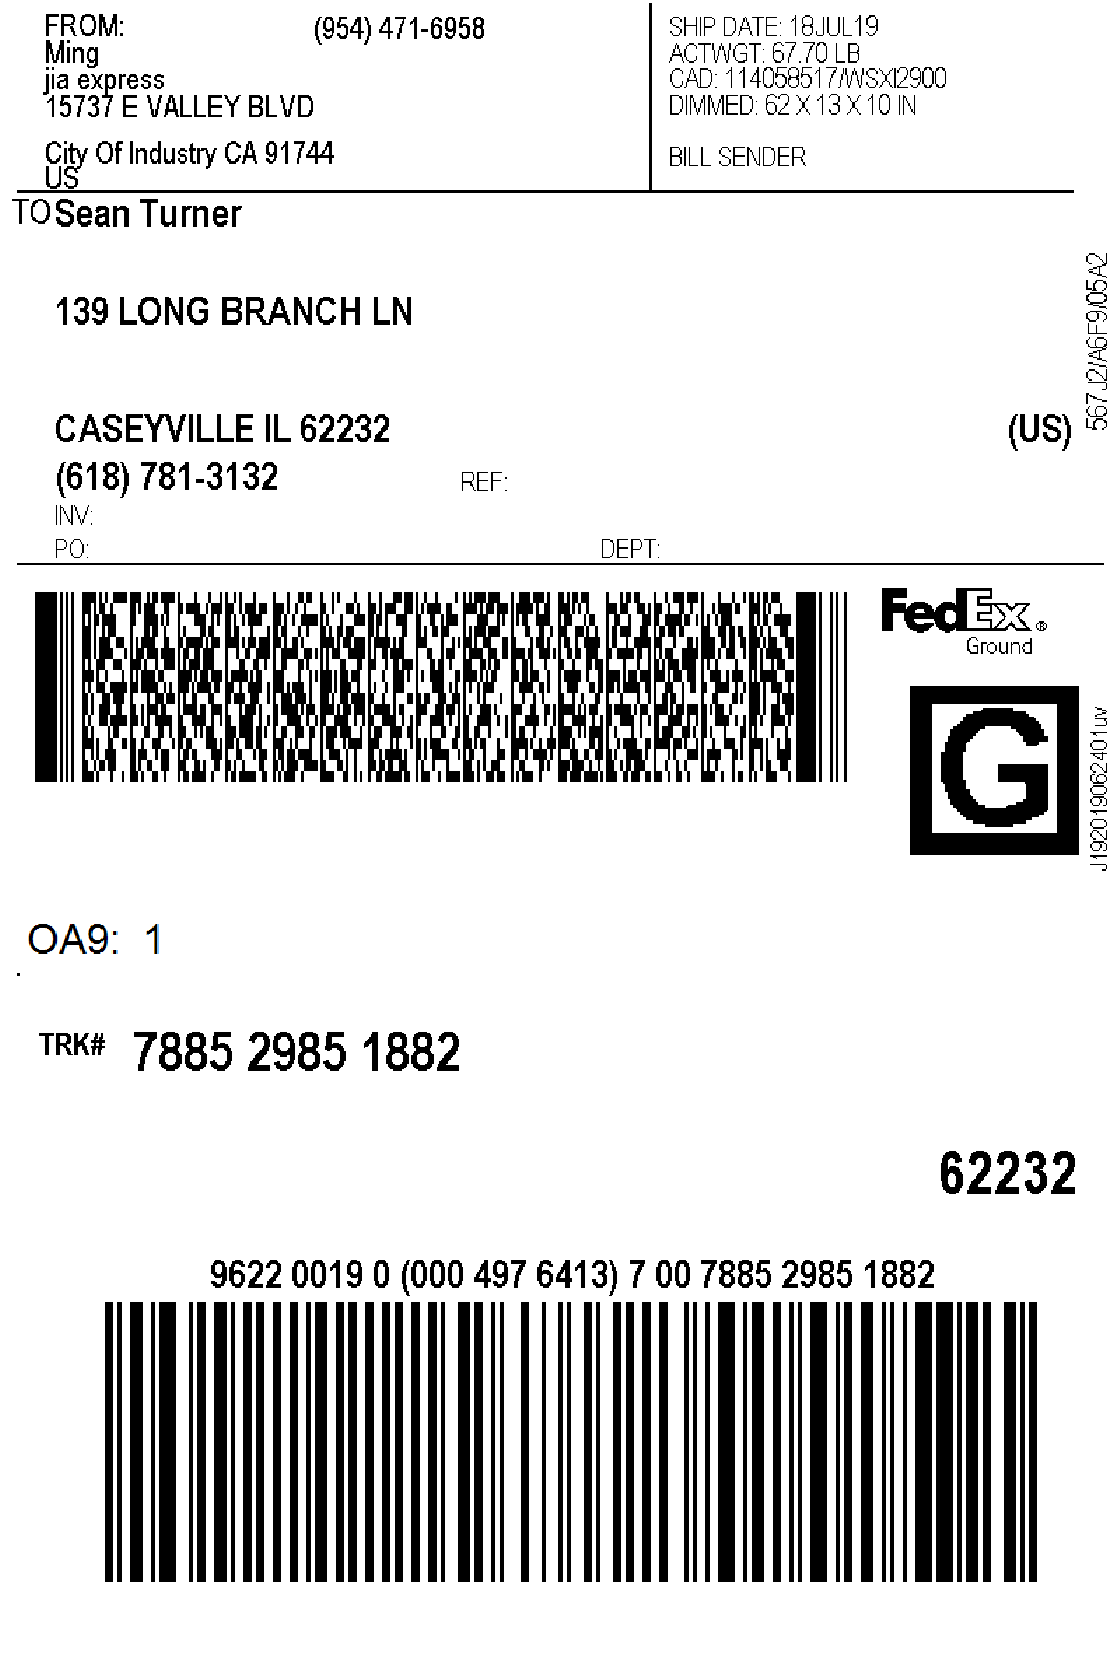 FROM: (954) 471-6958
Ming
jia express
15737 E VALLEY BLVD
City Of Industry CA 91744
US
SHIP DATE: 18JUL19
ACTWGT: 67.70 LB
CAD: 114058517/WSXI2900
DIMMED: 62 X 13 X 10 IN
BILL SENDER
TO Sean Turner
139 LONG BRANCH LN
CASEYVILLE IL 62232 (US)
(618) 781-3132 REF:
INV:
PO: DEPT:
567J2/A6F9/05A2
FedEx®
Ground
G
J192019062401uv
OA9: 1
.
TRK# 7885 2985 1882
62232
9622 0019 0 (000 497 6413) 7 00 7885 2985 1882